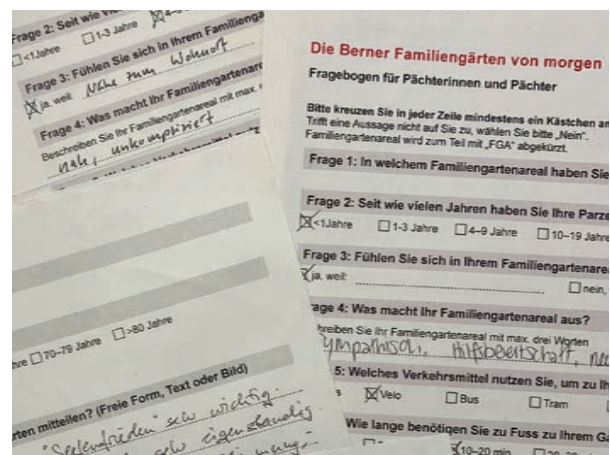 Frage 2: Seit wie
<1Jahre ☐1-3 Jahre ☒4-
Frage 3: Fühlen Sie sich in Ihrem Familienga
☒ja, weil: Nähe zum Wohnort
Frage 4: Was macht Ihr Familiengartenarea
Beschreiben Sie Ihr Familiengartenareal mit max.
nahe, unkompliziert
hre ☐70–79 Jahre ☐>80 Jahre
rten mitteilen? (Freie Form, Text oder Bild)
"Seelenfrieden" sehr wichtig.
sehr eigenständig
Die Berner Familiengärten von morgen
Fragebogen für Pächterinnen und Pächter
Bitte kreuzen Sie in jeder Zeile mindestens ein Kästchen an
Trifft eine Aussage nicht auf Sie zu, wählen Sie bitte „Nein“.
Familiengartenareal wird zum Teil mit „FGA“ abgekürzt.
Frage 1: In welchem Familiengartenareal haben Sie
Frage 2: Seit wie vielen Jahren haben Sie Ihre Parze
☒<1Jahre ☐1-3 Jahre ☐4–9 Jahre ☐10–19 Jahre
Frage 3: Fühlen Sie sich in Ihrem Familiengartenarea
☒ja, weil: ☐nein,
age 4: Was macht Ihr Familiengartenareal aus?
hreiben Sie Ihr Familiengartenareal mit max. drei Worten
sympathisch, Hilfsbereitschaft,
5: Welches Verkehrsmittel nutzen Sie, um zu Ih
☒Velo ☐Bus ☐Tram
Wie lange benötigen Sie zu Fuss zu Ihrem Ga
☒10–20 min